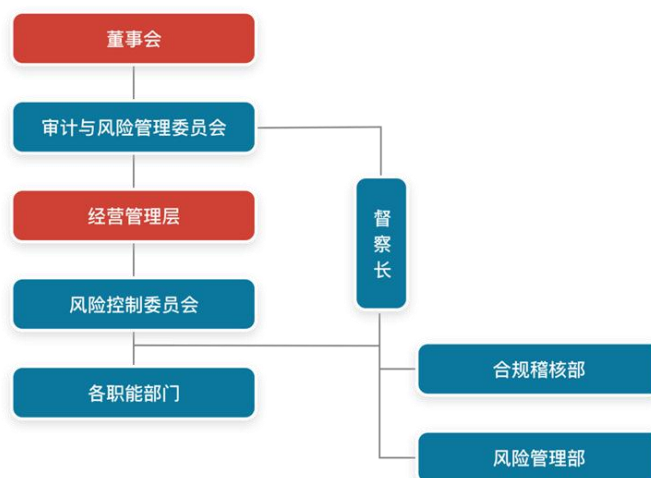 董事会
审计与风险管理委员会
经营管理层
督察长
风险控制委员会
合规稽核部
各职能部门
风险管理部